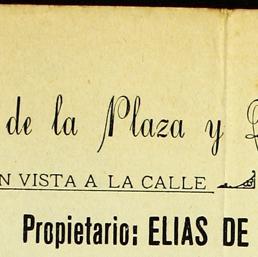 de la Plaza y
N VISTA A LA CALLE
Propietario: ELIAS DE